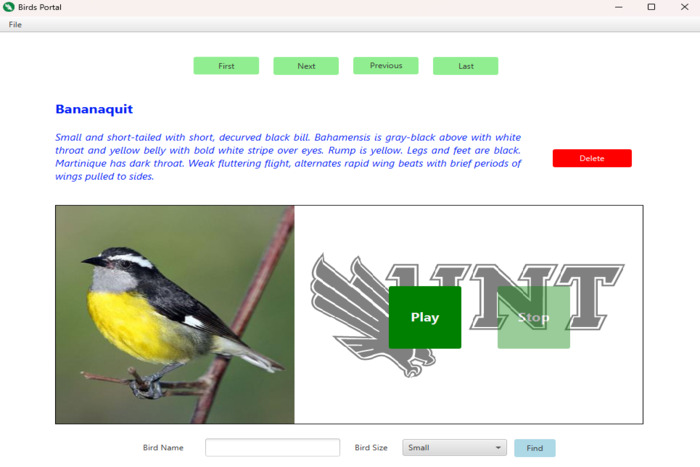 Birds Portal
File
First Next Previous Last
Bananaquit
Small and short-tailed with short, decurved black bill. Bahamensis is gray-black above with white
throat and yellow belly with bold white stripe over eyes. Rump is yellow. Legs and feet are black.
Martinique has dark throat. Weak fluttering flight, alternates rapid wing beats with brief periods of
wings pulled to sides.
Delete
UNT
Play Stop
Bird Name Bird Size Small Find